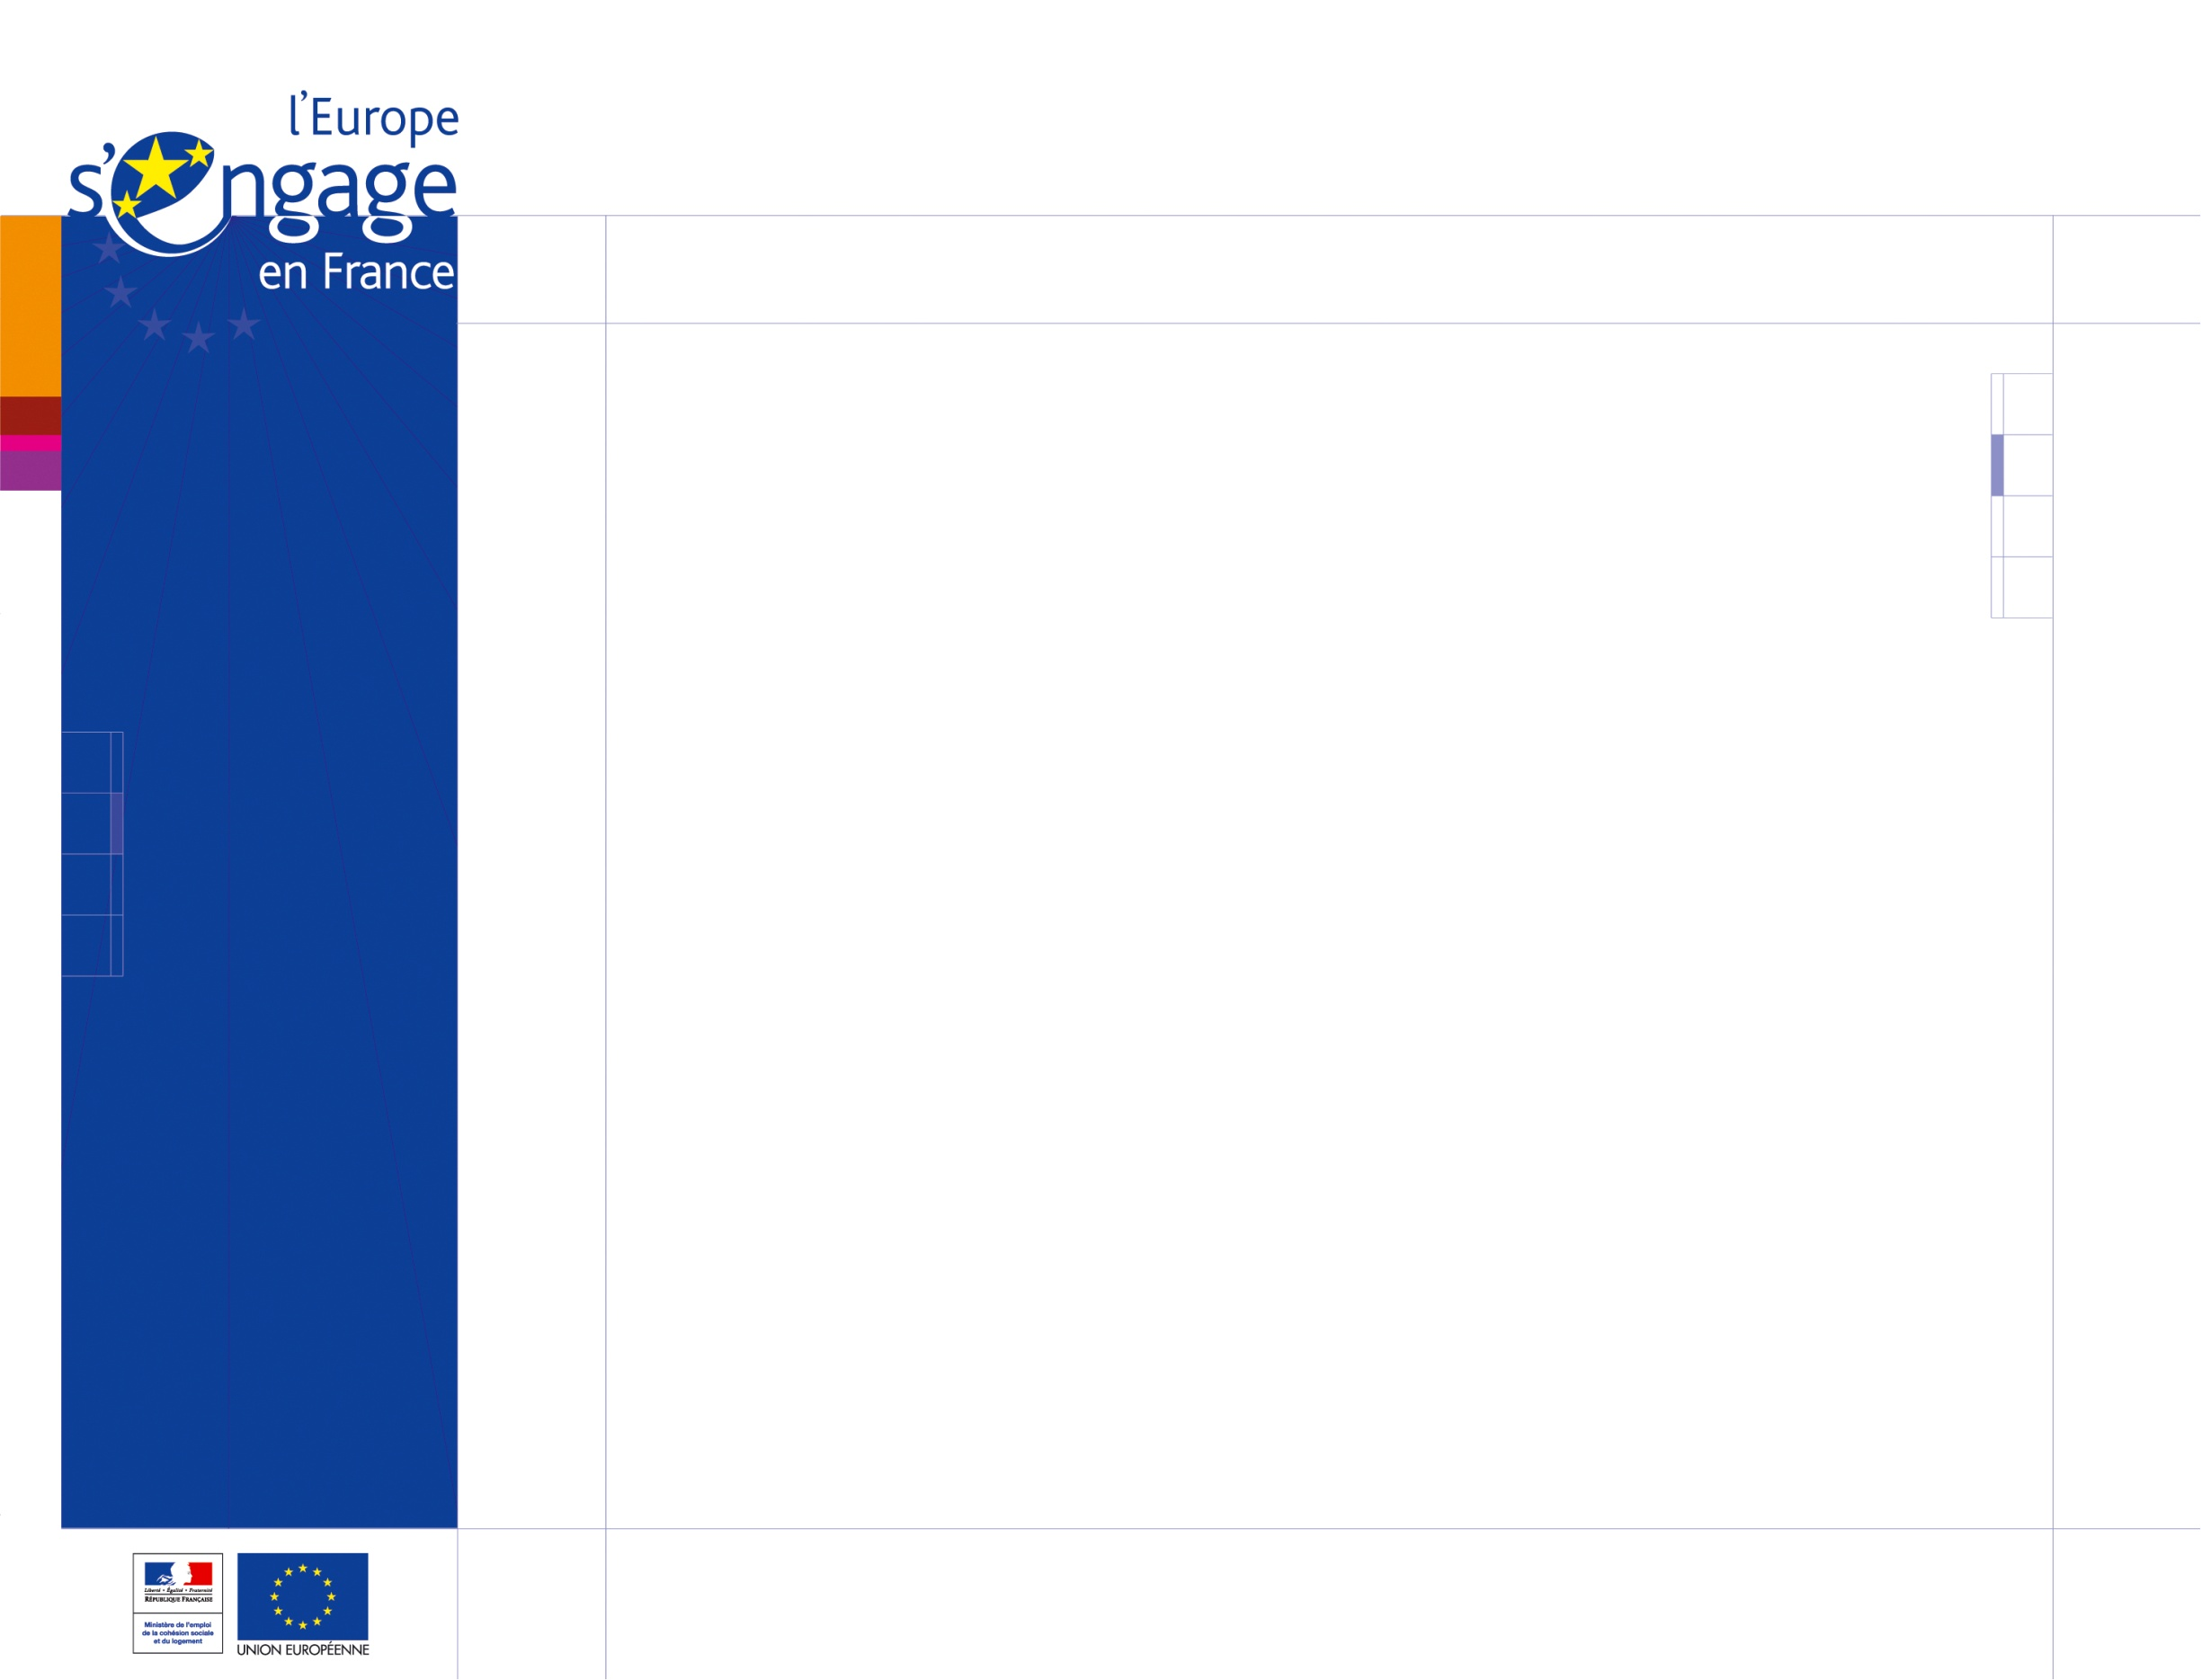 l'Europe
s'engage
en France
Liberté • Égalité • Fraternité
RÉPUBLIQUE FRANÇAISE
Ministère de l'emploi
de la cohésion sociale
et du logement
UNION EUROPÉENNE